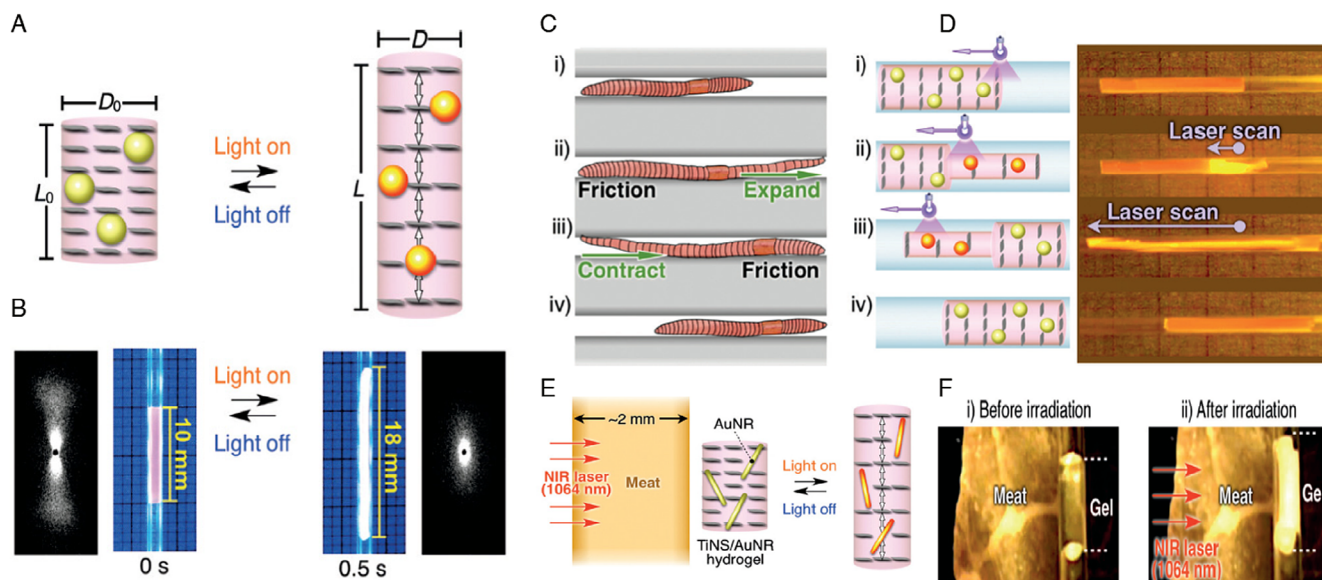 A
D₀
L₀
Light on
Light off
D
L
B
10 mm
0 s
Light on
Light off
18 mm
0.5 s
C
i)
ii)
Friction
Expand
iii)
Contract
Friction
iv)
D
i)
ii)
iii)
iv)
Laser scan
Laser scan
E
~2 mm
NIR laser
(1064 nm)
Meat
AuNR
TiNS/AuNR
hydrogel
Light on
Light off
F
i) Before irradiation
Meat
Gel
ii) After irradiation
Meat
Gel
NIR laser
(1064 nm)